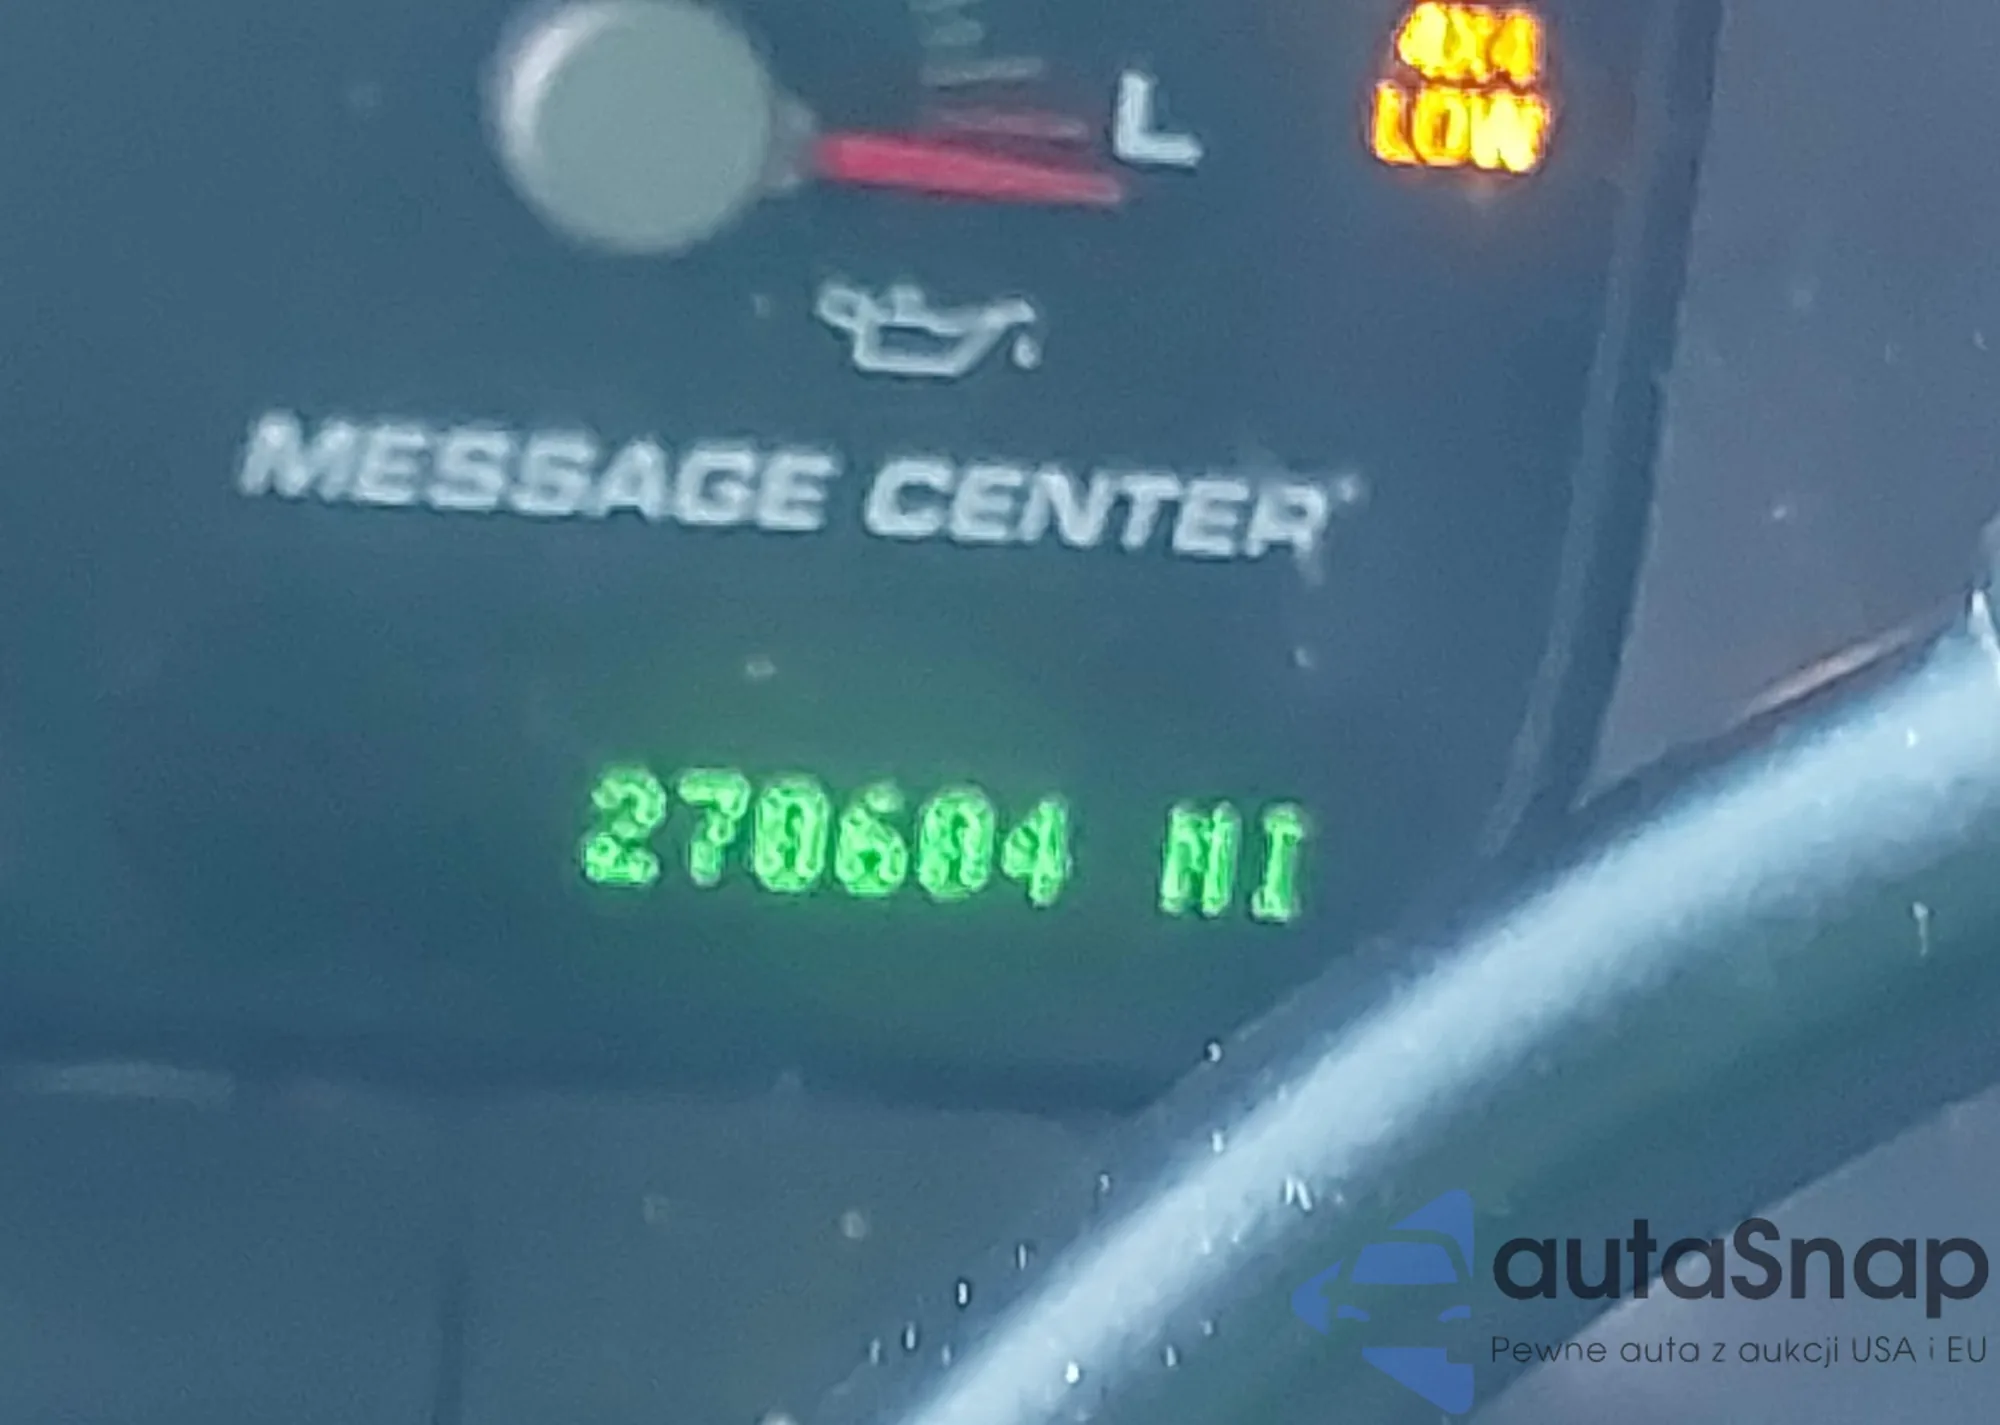 4X4
LOW
L
MESSAGE CENTER
270604 MI
autaSnap
Pewne auta z aukcji USA i EU